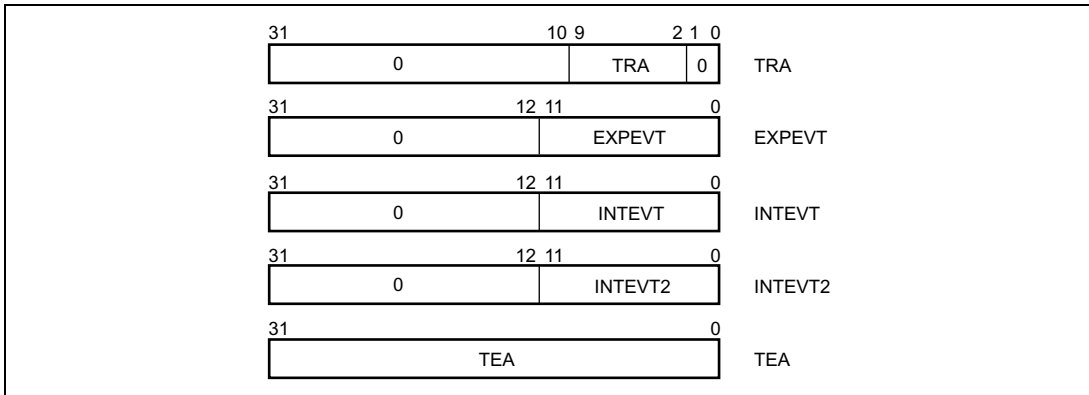 31 10 9 2 1 0
0 TRA 0 TRA
31 12 11 0
0 EXPEVT EXPEVT
31 12 11 0
0 INTEVT INTEVT
31 12 11 0
0 INTEVT2 INTEVT2
31 0
TEA TEA